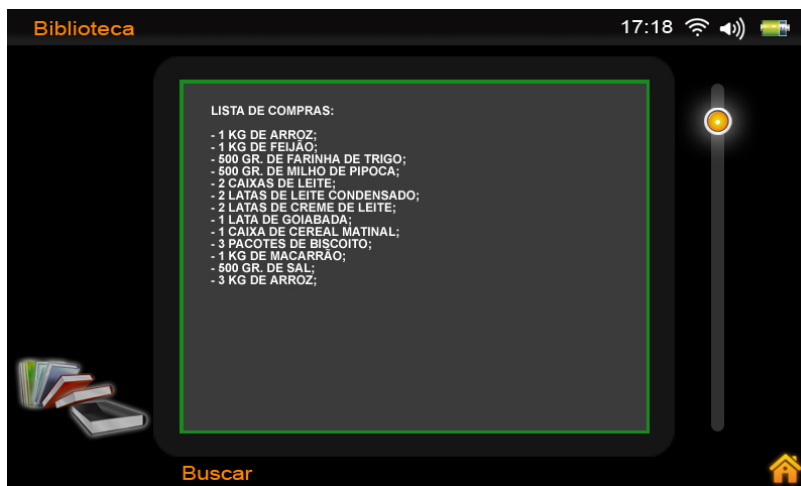 Biblioteca
17:18
LISTA DE COMPRAS:
- 1 KG DE ARROZ;
- 1 KG DE FEIJÃO;
- 500 GR. DE FARINHA DE TRIGO;
- 500 GR. DE MILHO DE PIPOCA;
- 2 CAIXAS DE LEITE;
- 2 LATAS DE LEITE CONDENSADO;
- 2 LATAS DE CREME DE LEITE;
- 1 LATA DE GOIABADA;
- 1 CAIXA DE CEREAL MATINAL;
- 3 PACOTES DE BISCOITO;
- 1 KG DE MACARRÃO;
- 500 GR. DE SAL;
- 3 KG DE ARROZ;
Buscar